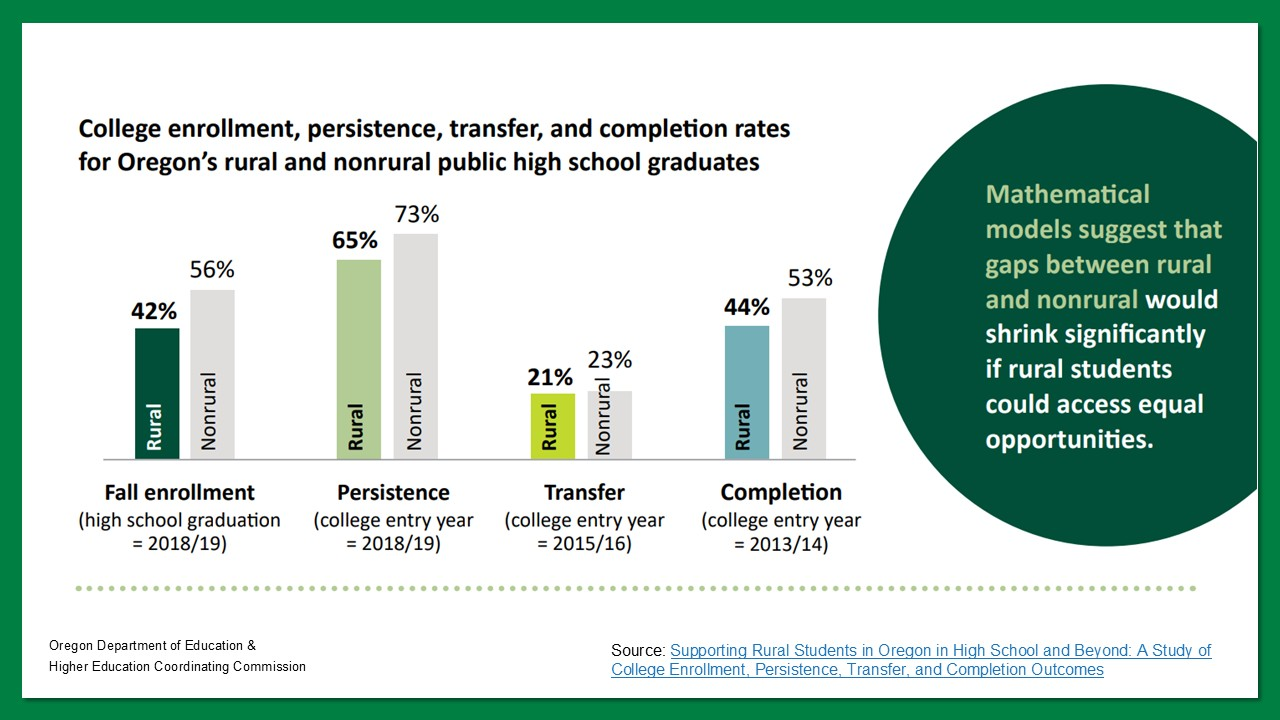 College enrollment, persistence, transfer, and completion rates
for Oregon's rural and nonrural public high school graduates
42%
Rural
56%
Nonrural
65%
Rural
73%
Nonrural
21%
Rural
23%
Nonrural
44%
Rural
53%
Nonrural
Fall enrollment
(high school graduation
= 2018/19)
Persistence
(college entry year
= 2018/19)
Transfer
(college entry year
= 2015/16)
Completion
(college entry year
= 2013/14)
Mathematical
models suggest that
gaps between rural
and nonrural would
shrink significantly
if rural students
could access equal
opportunities.
Oregon Department of Education &
Higher Education Coordinating Commission
Source: Supporting Rural Students in Oregon in High School and Beyond: A Study of
College Enrollment, Persistence, Transfer, and Completion Outcomes